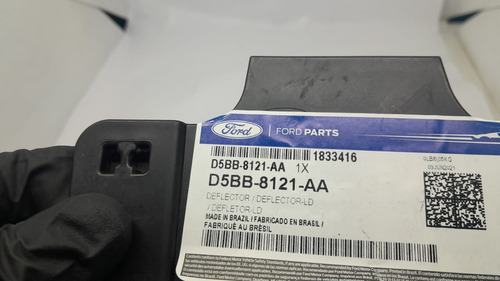 Ford
FORD PARTS
1833416
D5BB-8121-AA 1X
D5BB-8121-AA
DEFLECTOR / DEFLECTOR-LD
/ DEFLETOR-LD
MADE IN BRAZIL / FABRICADO EN BRASIL /
FABRIQUÉ AU BRÉSIL